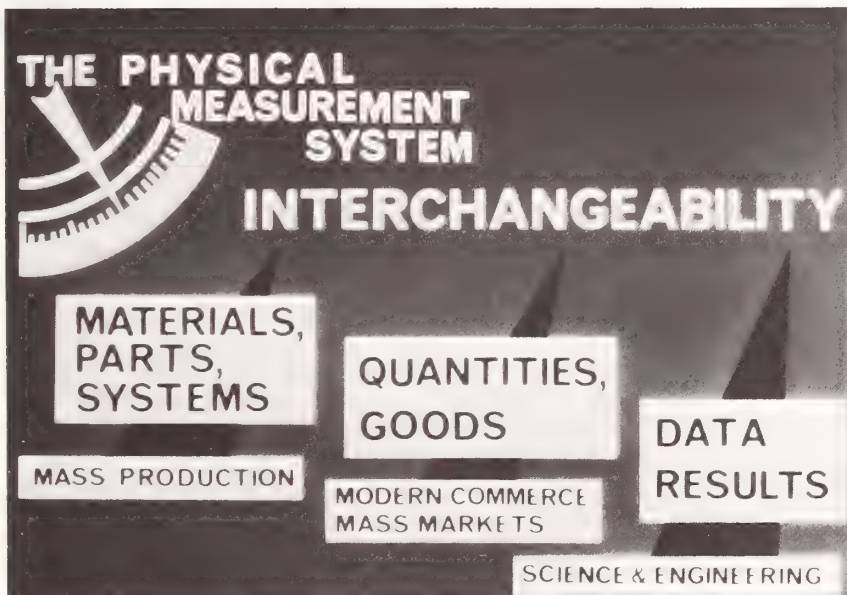 THE PHYSICAL
MEASUREMENT
SYSTEM
INTERCHANGEABILITY
MATERIALS,
PARTS,
SYSTEMS
MASS PRODUCTION
QUANTITIES,
GOODS
MODERN COMMERCE
MASS MARKETS
DATA
RESULTS
SCIENCE & ENGINEERING